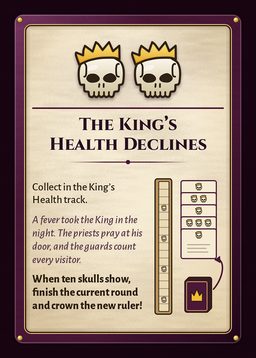 The King's
Health Declines
Collect in the King's
Health track.
A fever took the King in the
night. The priests pray at his
door, and the guards count
every visitor.
When ten skulls show,
finish the current round
and crown the new ruler!